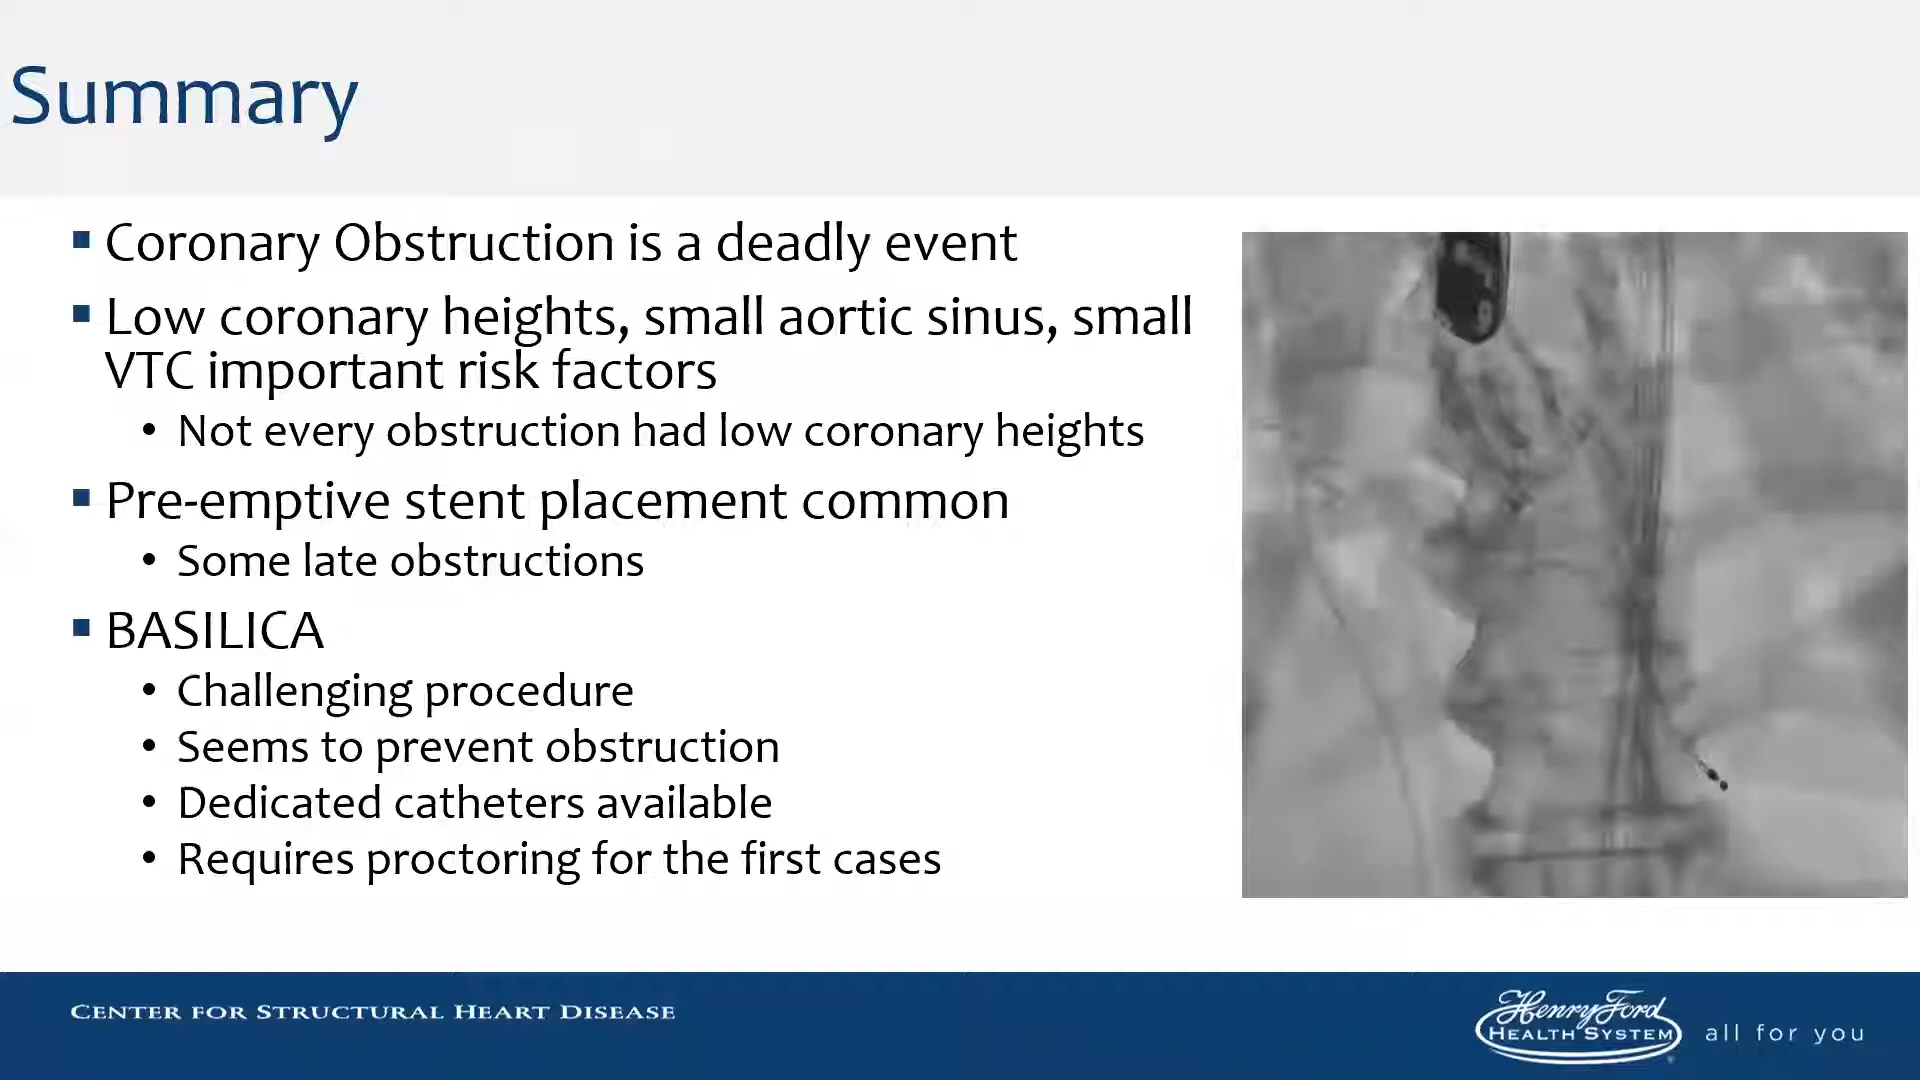 Summary
▪ Coronary Obstruction is a deadly event
▪ Low coronary heights, small aortic sinus, small
VTC important risk factors
• Not every obstruction had low coronary heights
▪ Pre-emptive stent placement common
• Some late obstructions
▪ BASILICA
• Challenging procedure
• Seems to prevent obstruction
• Dedicated catheters available
• Requires proctoring for the first cases
CENTER FOR STRUCTURAL HEART DISEASE
Henry Ford
HEALTH SYSTEM
all for you